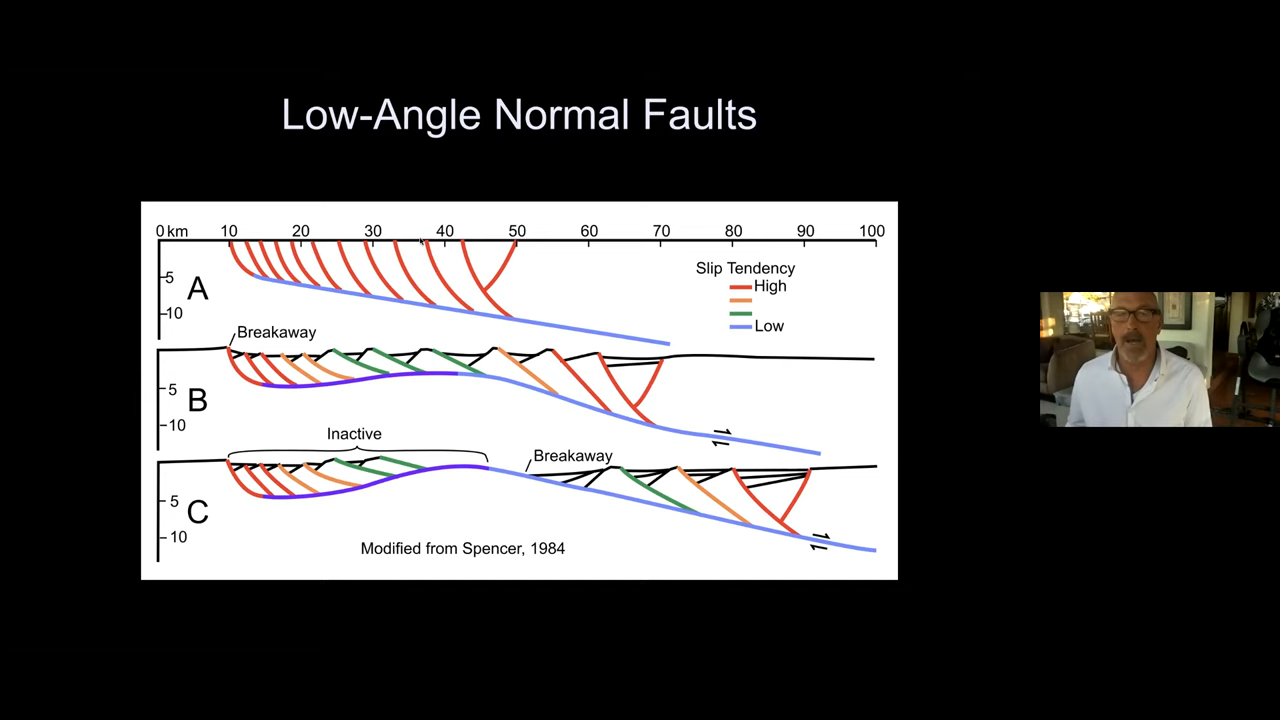 Low-Angle Normal Faults
0 km 10 20 30 40 50 60 70 80 90 100
Slip Tendency
High
Low
5
A
10
Breakaway
5
B
10
Inactive
Breakaway
5
C
10
Modified from Spencer, 1984